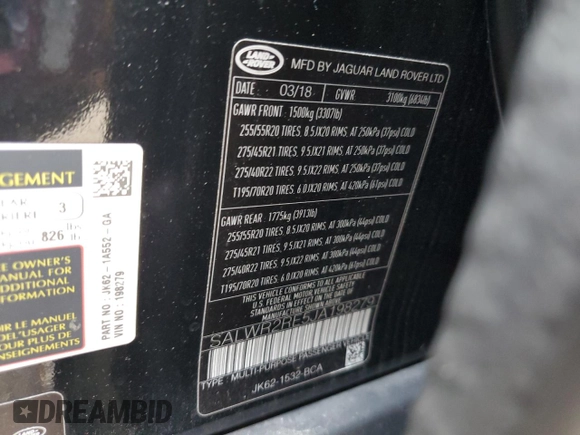 LAND ROVER
MFD BY JAGUAR LAND ROVER LTD
DATE 03/18 GVWR 3100kg (6834lb)
GAWR FRONT 1500kg (3307lb)
255/55R20 TIRES, 8.5JX20 RIMS, AT 250kPa (37psi) COLD
275/45R21 TIRES, 9.5JX21 RIMS, AT 250kPa (37psi) COLD
275/40R22 TIRES, 9.5JX22 RIMS, AT 250kPa (37psi) COLD
T195/70R20 TIRES, 6.0JX20 RIMS, AT 420kPa (61psi) COLD
GAWR REAR 1775kg (3913lb)
255/55R20 TIRES, 8.5JX20 RIMS, AT 300kPa (44psi) COLD
275/45R21 TIRES, 9.5JX21 RIMS, AT 300kPa (44psi) COLD
275/40R22 TIRES, 9.5JX22 RIMS, AT 300kPa (44psi) COLD
T195/70R20 TIRES, 6.0JX20 RIMS, AT 420kPa (61psi) COLD
THIS VEHICLE CONFORMS TO ALL APPLICABLE
U.S. FEDERAL MOTOR VEHICLE SAFETY
STANDARDS IN EFFECT ON THE DATE OF
MANUFACTURE SHOWN ABOVE.
SALWR2RE5JA198279
TYPE: MULTI-PURPOSE PASSENGER
JK62-1532-BCA
AGEMENT
3
826
E OWNER'S
MANUAL FOR
DDITIONAL
FORMATION
R LE MANUEL
L'USAGER
OUR PLUS DE
PART NO : JK62-1A552-GA
VIN NO : 198279
DREAMBID